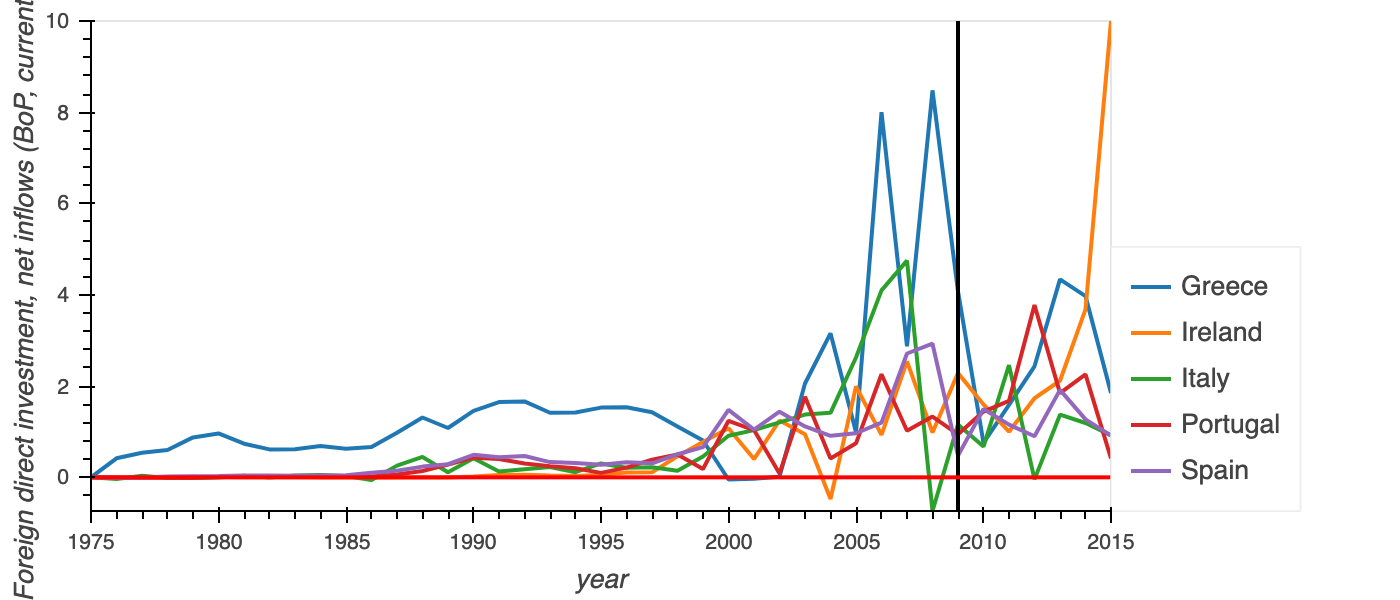 Foreign direct investment, net inflows (BoP, current
10
8
6
4
2
0
1975 1980 1985 1990 1995 2000 2005 2010 2015
year
Greece
Ireland
Italy
Portugal
Spain